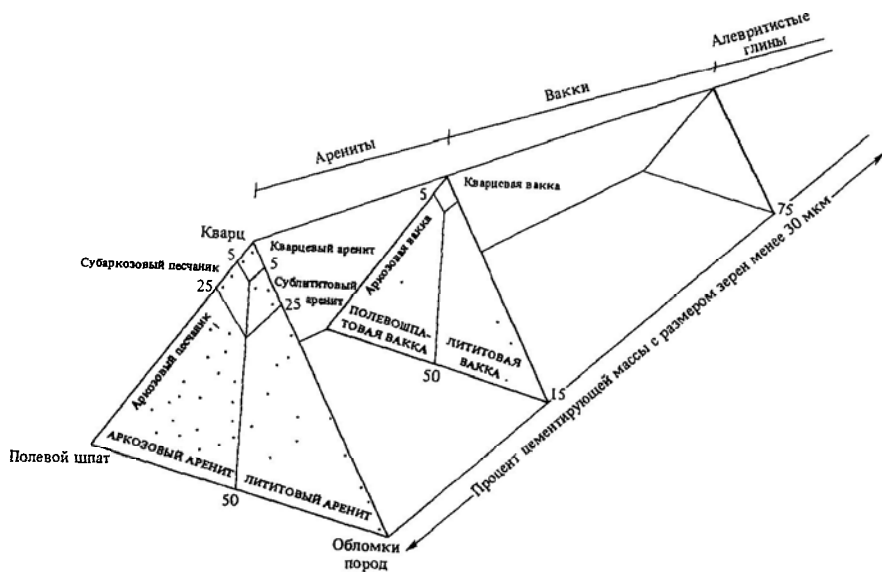 Алевритистые
глины
Вакки
Арениты
Кварцевая вакка
5
Кварц
Кварцевый аренит
5
5
Субаркозовый песчаник
25
Сублититовый
аренит
25
Аркозовая вакка
75
Аркозовый песчаник
ПОЛЕВОШПА-
ТОВАЯ ВАККА
ЛИТИТОВАЯ
ВАККА
50
15
Процент цементирующей массы с размером зерен менее 30 мкм
Полевой шпат
АРКОЗОВЫЙ АРЕНИТ
ЛИТИТОВЫЙ АРЕНИТ
50
Обломки
пород